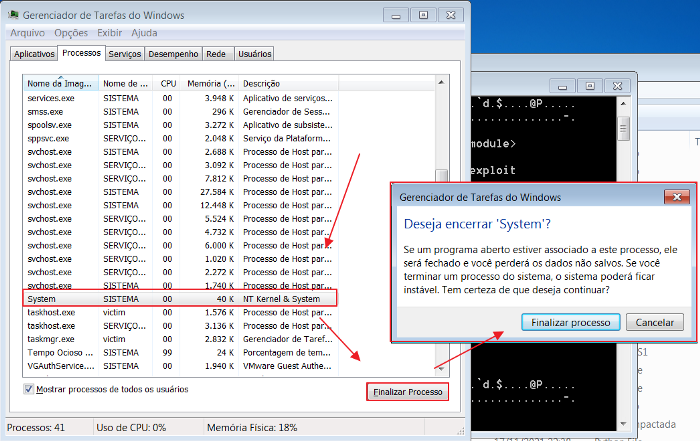 Gerenciador de Tarefas do Windows
Arquivo Opções Exibir Ajuda
Aplicativos Processos Serviços Desempenho Rede Usuários
Nome da Imag... Nome de ... CPU Memória (... Descrição
services.exe SISTEMA 00 3.948 K Aplicativo de serviços...
smss.exe SISTEMA 00 296 K Gerenciador de Sess...
spoolsv.exe SISTEMA 00 3.272 K Aplicativo de subsiste...
sppsvc.exe SERVIÇO... 00 2.048 K Serviço da Plataform...
svchost.exe SISTEMA 00 2.688 K Processo de Host par...
svchost.exe SERVIÇO... 00 3.092 K Processo de Host par...
svchost.exe SERVIÇO... 00 7.812 K Processo de Host par...
svchost.exe SISTEMA 00 27.584 K Processo de Host par...
svchost.exe SISTEMA 00 12.448 K Processo de Host par...
svchost.exe SERVIÇO... 00 5.524 K Processo de Host par...
svchost.exe SERVIÇO... 00 4.732 K Processo de Host par...
svchost.exe SERVIÇO... 00 6.000 K Processo de Host par...
svchost.exe SERVIÇO... 00 1.020 K Processo de Host par...
svchost.exe SERVIÇO... 00 2.272 K Processo de Host par...
svchost.exe SISTEMA 00 1.740 K Processo de Host par...
System SISTEMA 00 40 K NT Kernel & System
taskhost.exe victim 00 1.576 K Processo de Host par...
taskhost.exe SERVIÇO... 00 3.136 K Processo de Host par...
taskmgr.exe victim 00 2.832 K Gerenciador de Taref...
Tempo Ocioso ... SISTEMA 99 24 K Porcentagem de tem...
VGAuthService.... SISTEMA 00 1.940 K VMware Guest Authe...
Mostrar processos de todos os usuários
Finalizar Processo
Processos: 41 Uso de CPU: 0% Memória Física: 18%
.`d.$....@P.....
module>
exploit
Gerenciador de Tarefas do Windows
Deseja encerrar 'System'?
Se um programa aberto estiver associado a este processo, ele
será fechado e você perderá os dados não salvos. Se você
terminar um processo do sistema, o sistema poderá ficar
instável. Tem certeza de que deseja continuar?
Finalizar processo Cancelar
S1
.`d.$....@P.....
mpactada